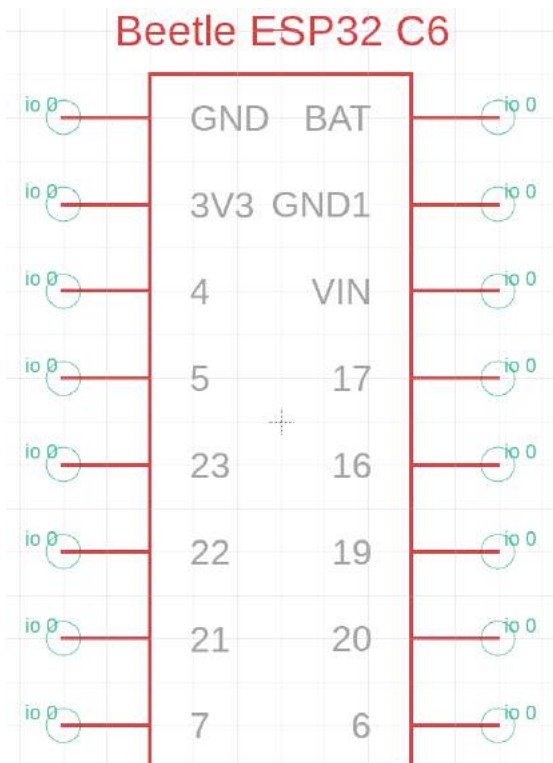 Beetle ESP32 C6
io 0 GND BAT io 0
io 0 3V3 GND1 io 0
io 0 4 VIN io 0
io 0 5 17 io 0
io 0 23 16 io 0
io 0 22 19 io 0
io 0 21 20 io 0
io 0 7 6 io 0